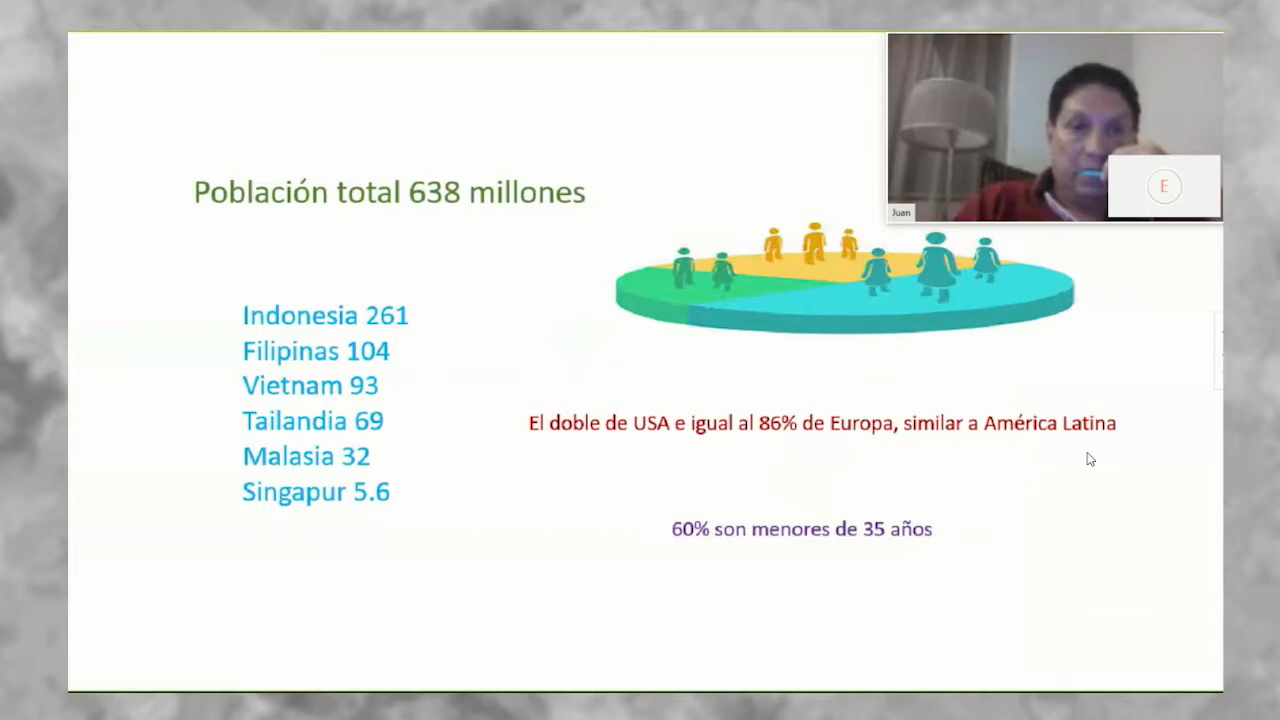 Población total 638 millones
Juan
E
Indonesia 261
Filipinas 104
Vietnam 93
Tailandia 69
Malasia 32
Singapur 5.6
El doble de USA e igual al 86% de Europa, similar a América Latina
60% son menores de 35 años